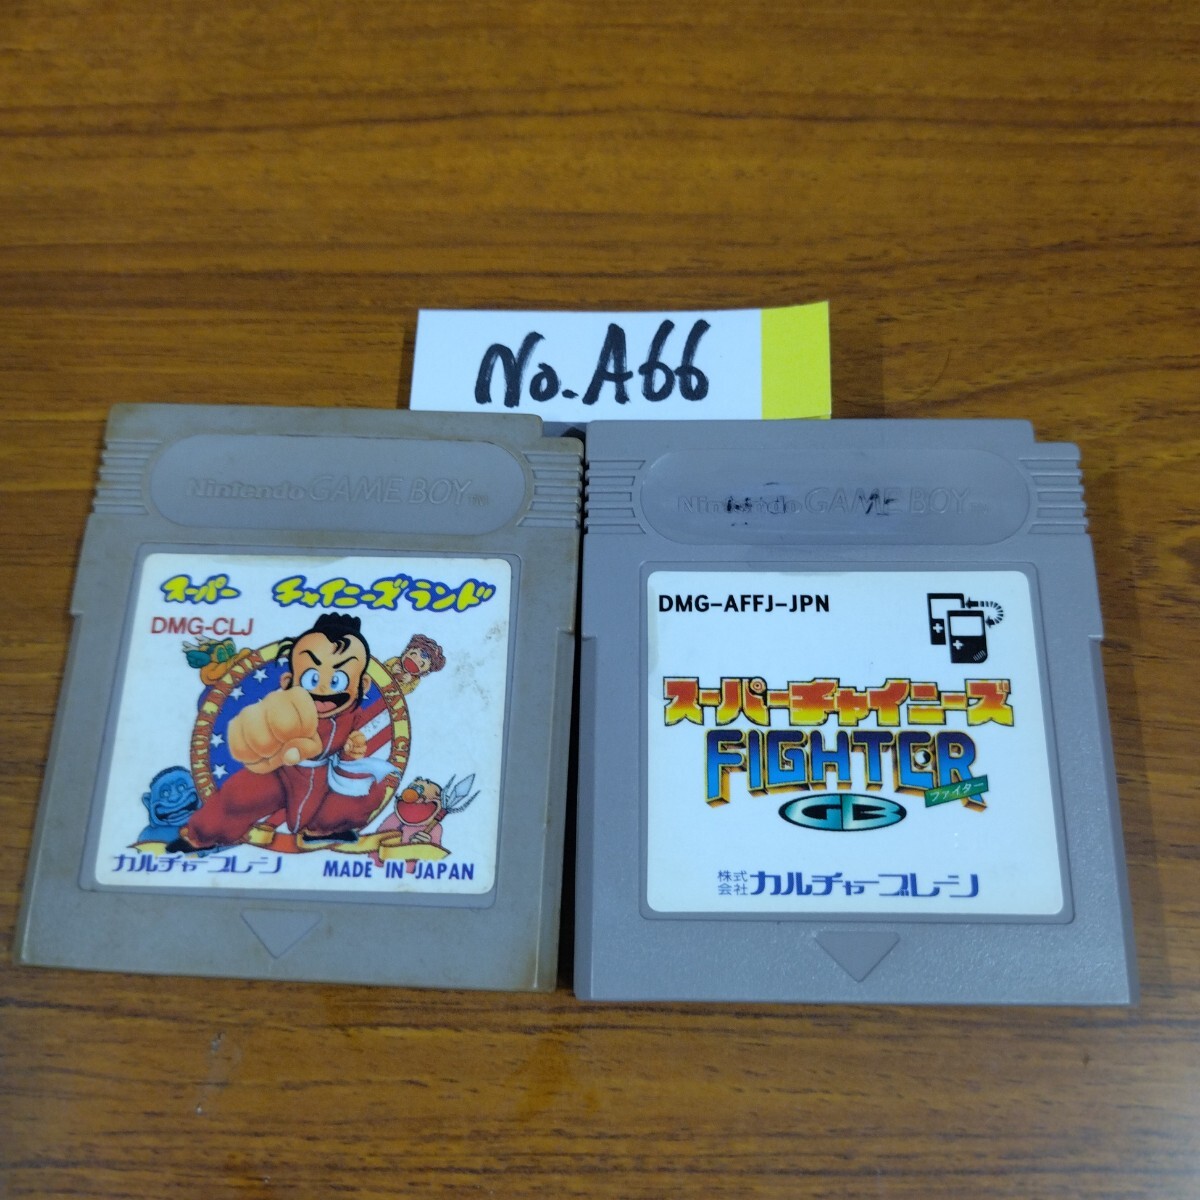 No.A66
Nintendo GAME BOY TM
スーパー チャイニーズランド
DMG-CLJ
カルチャーブレーン
MADE IN JAPAN
Nintendo GAME BOY TM
DMG-AFFJ-JPN
スーパーチャイニーズ
FIGHTER
ファイター
GB
株式会社 カルチャーブレーン